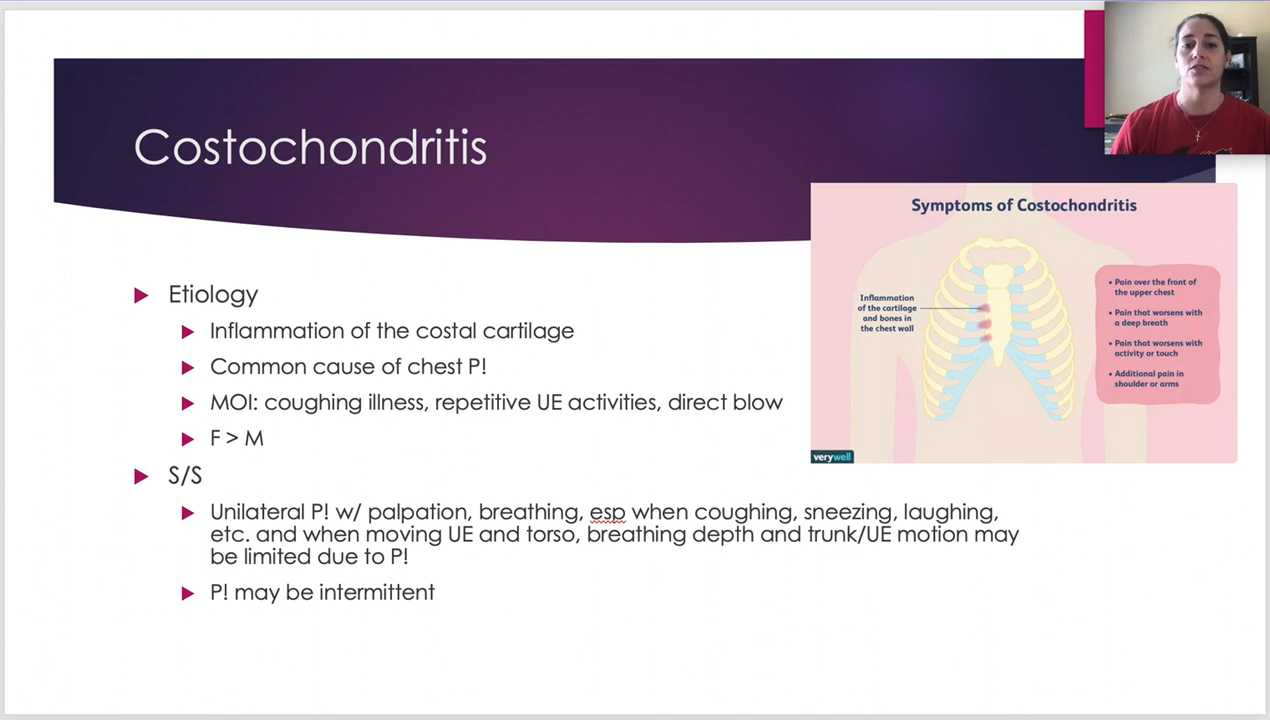 Costochondritis
Etiology
Inflammation of the costal cartilage
Common cause of chest P!
MOI: coughing illness, repetitive UE activities, direct blow
F > M
S/S
Unilateral P! w/ palpation, breathing, esp when coughing, sneezing, laughing,
etc. and when moving UE and torso, breathing depth and trunk/UE motion may
be limited due to P!
P! may be intermittent
Symptoms of Costochondritis
Inflammation
of the cartilage
and bones in
the chest wall
• Pain over the front of
the upper chest
• Pain that worsens with
a deep breath
• Pain that worsens with
activity or touch
• Additional pain in
shoulder or arms
verywell